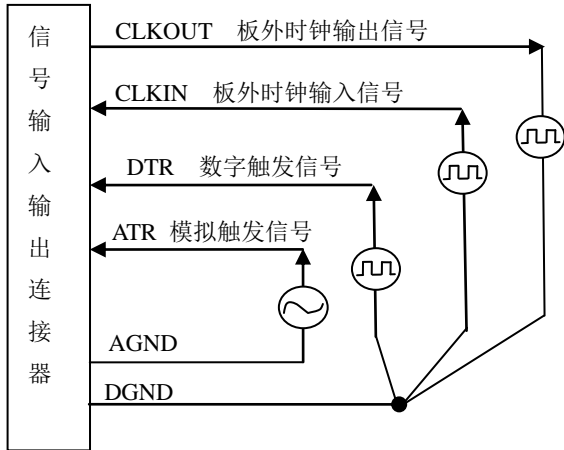 信号输入输出连接器
CLKOUT 板外时钟输出信号
CLKIN 板外时钟输入信号
DTR 数字触发信号
ATR 模拟触发信号
AGND
DGND